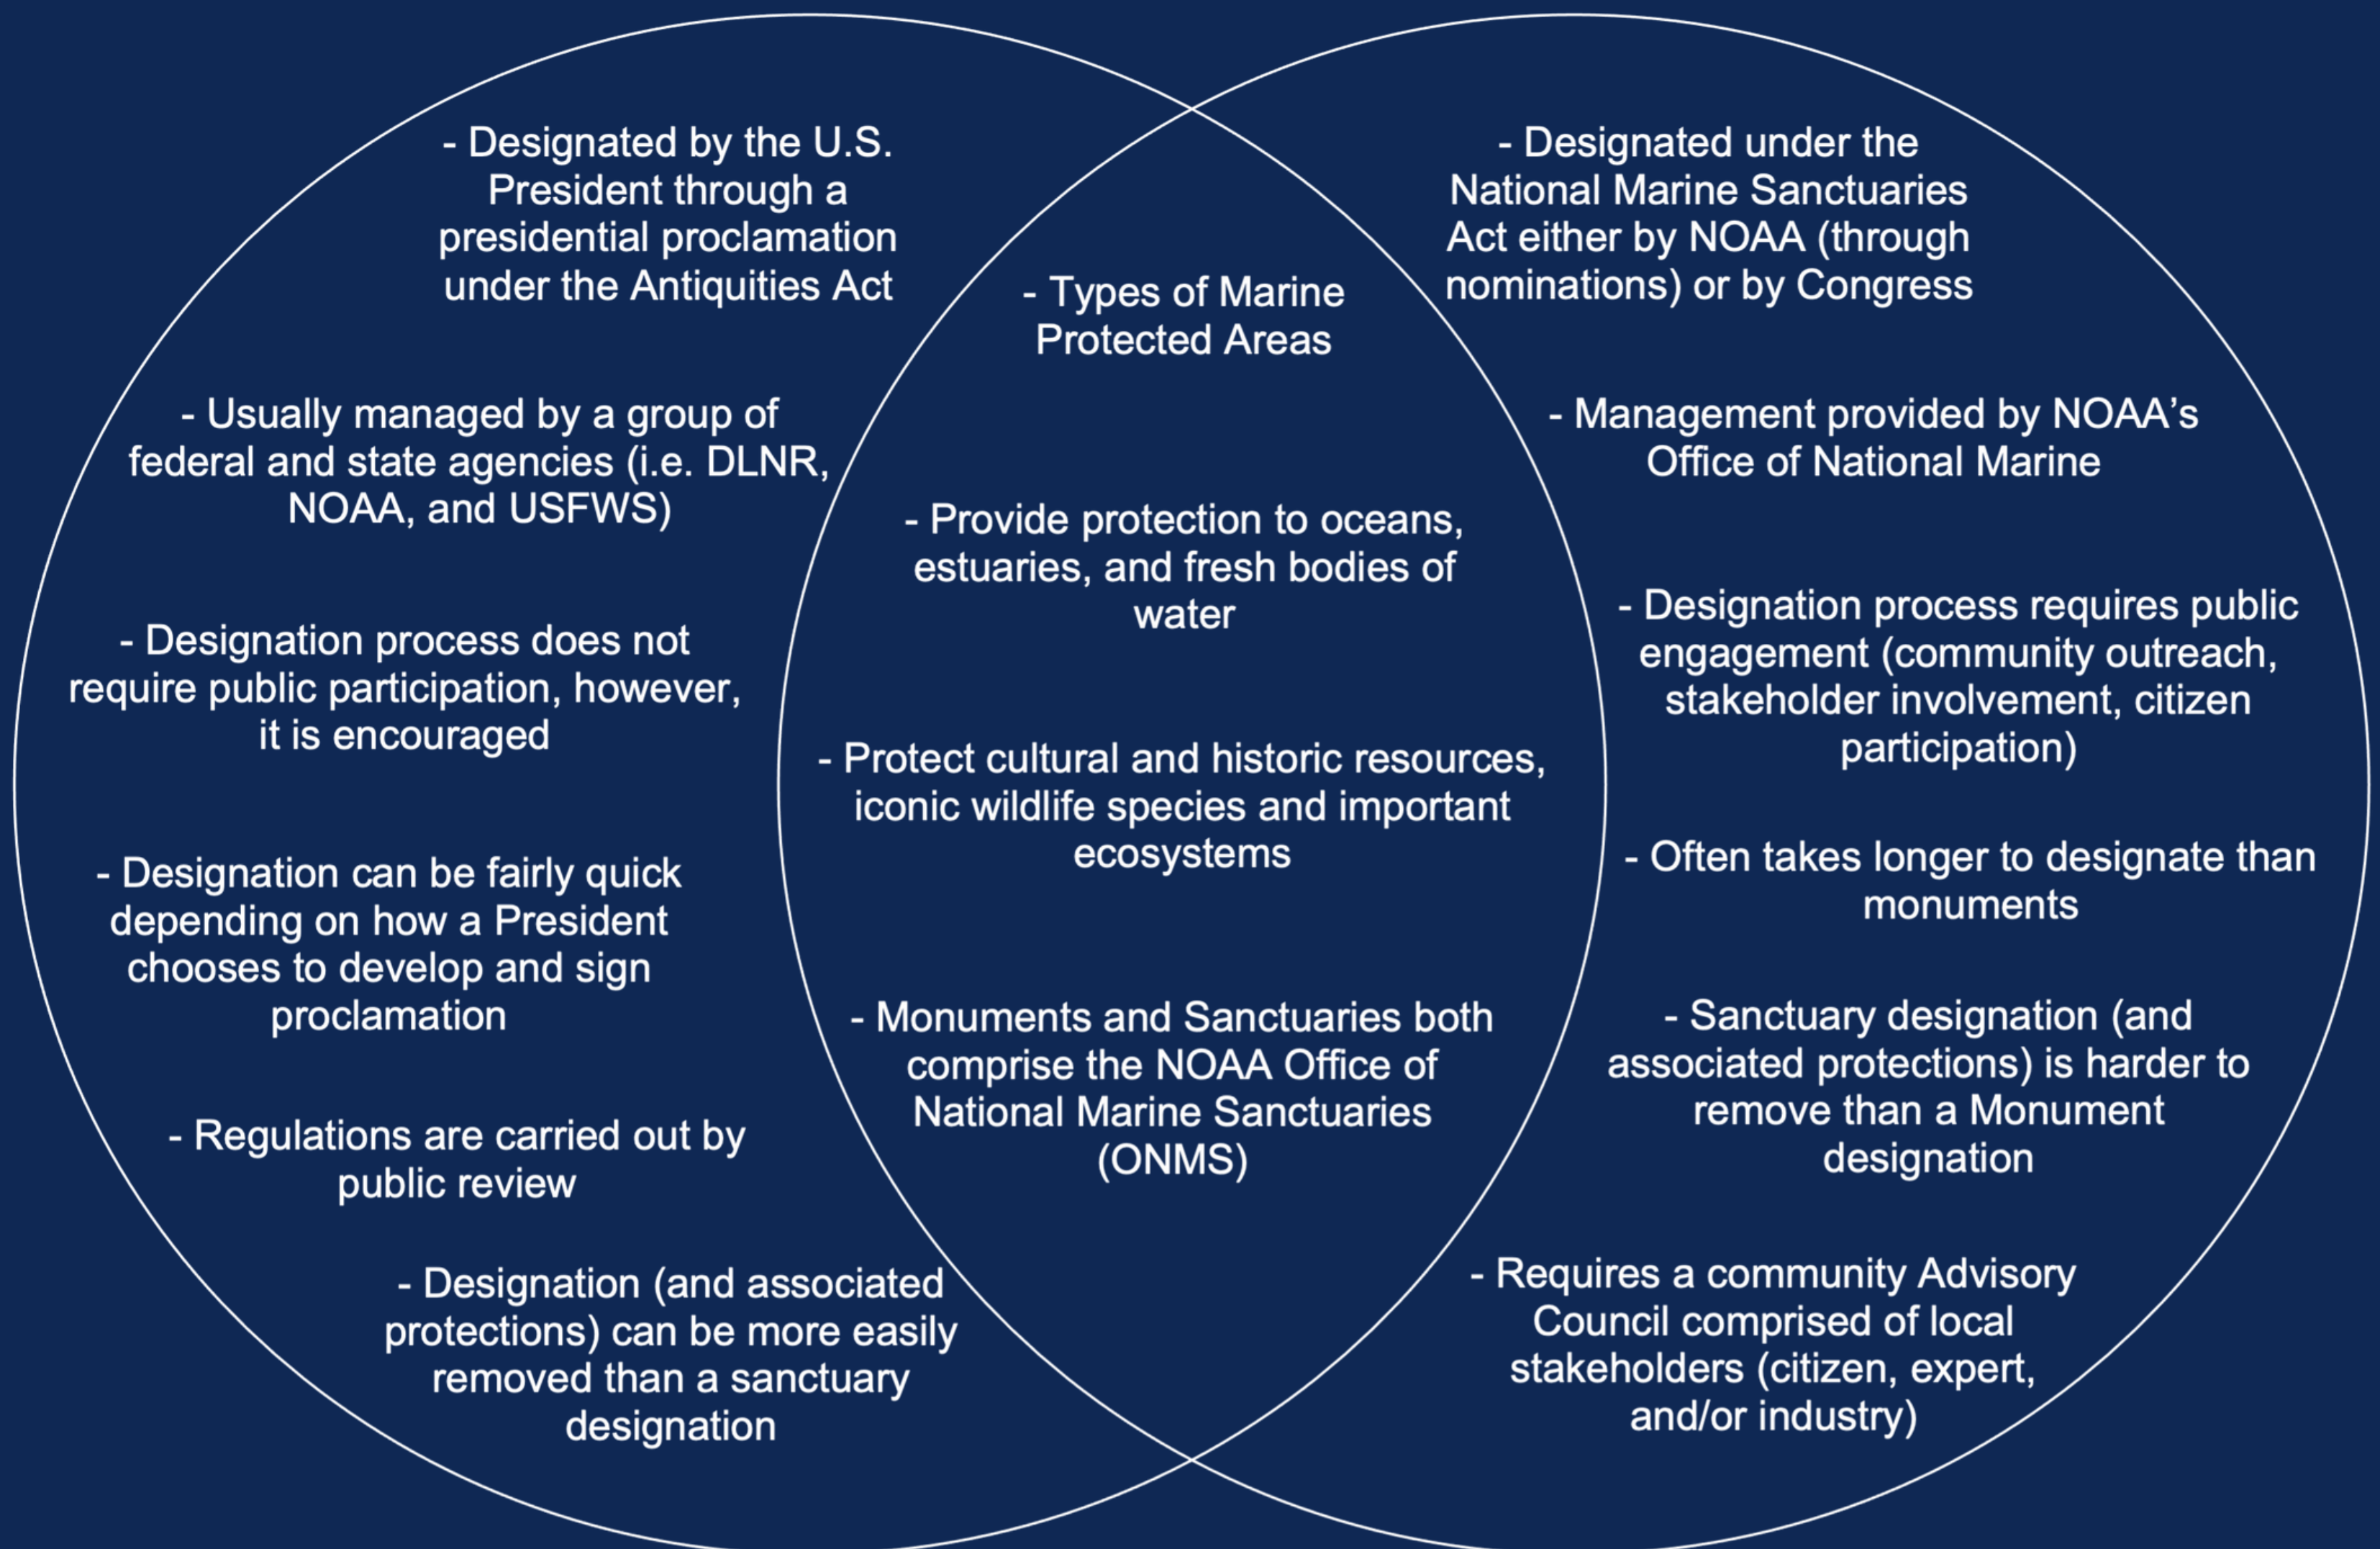 - Designated by the U.S.
President through a
presidential proclamation
under the Antiquities Act
- Usually managed by a group of
federal and state agencies (i.e. DLNR,
NOAA, and USFWS)
- Designation process does not
require public participation, however,
it is encouraged
- Designation can be fairly quick
depending on how a President
chooses to develop and sign
proclamation
- Regulations are carried out by
public review
- Designation (and associated
protections) can be more easily
removed than a sanctuary
designation
- Types of Marine
Protected Areas
- Provide protection to oceans,
estuaries, and fresh bodies of
water
- Protect cultural and historic resources,
iconic wildlife species and important
ecosystems
- Monuments and Sanctuaries both
comprise the NOAA Office of
National Marine Sanctuaries
(ONMS)
- Designated under the
National Marine Sanctuaries
Act either by NOAA (through
nominations) or by Congress
- Management provided by NOAA’s
Office of National Marine
- Designation process requires public
engagement (community outreach,
stakeholder involvement, citizen
participation)
- Often takes longer to designate than
monuments
- Sanctuary designation (and
associated protections) is harder to
remove than a Monument
designation
- Requires a community Advisory
Council comprised of local
stakeholders (citizen, expert,
and/or industry)